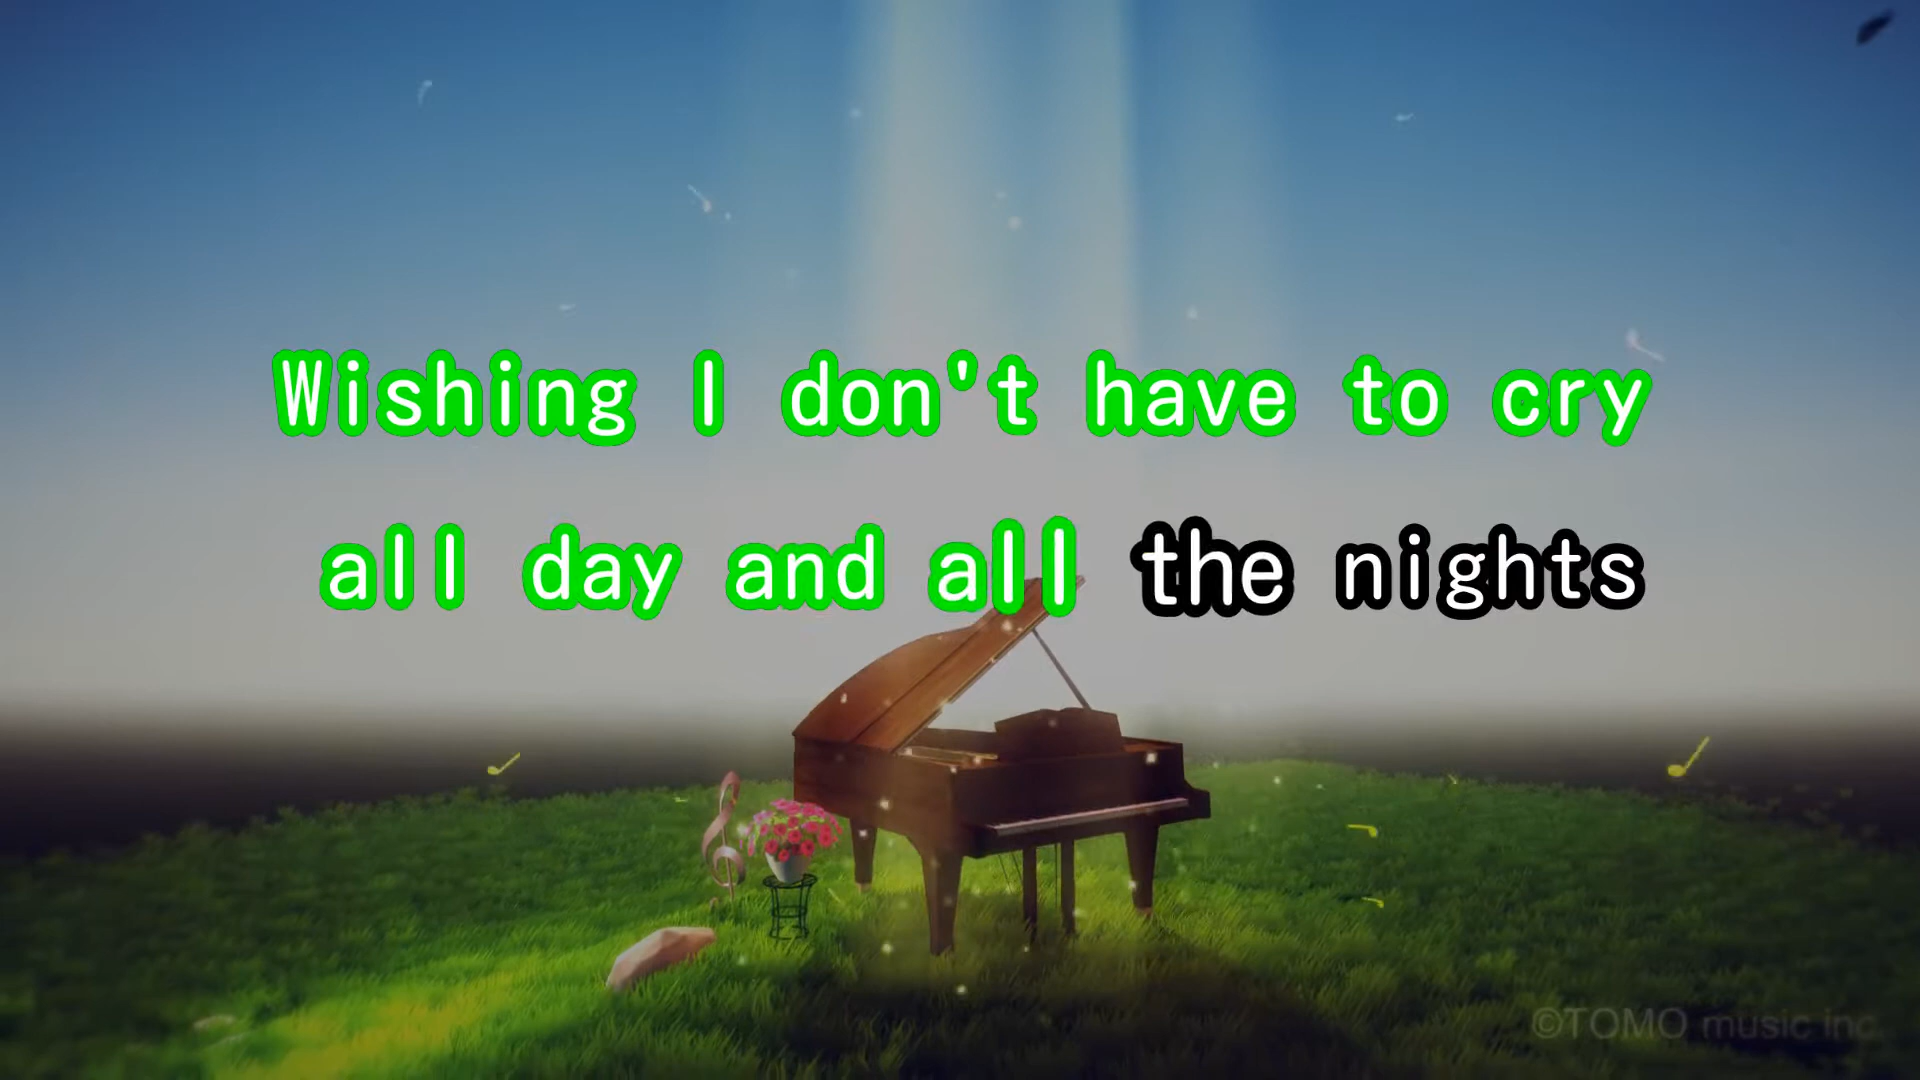 Wishing I don't have to cry
all day and all the nights
©TOMO music inc